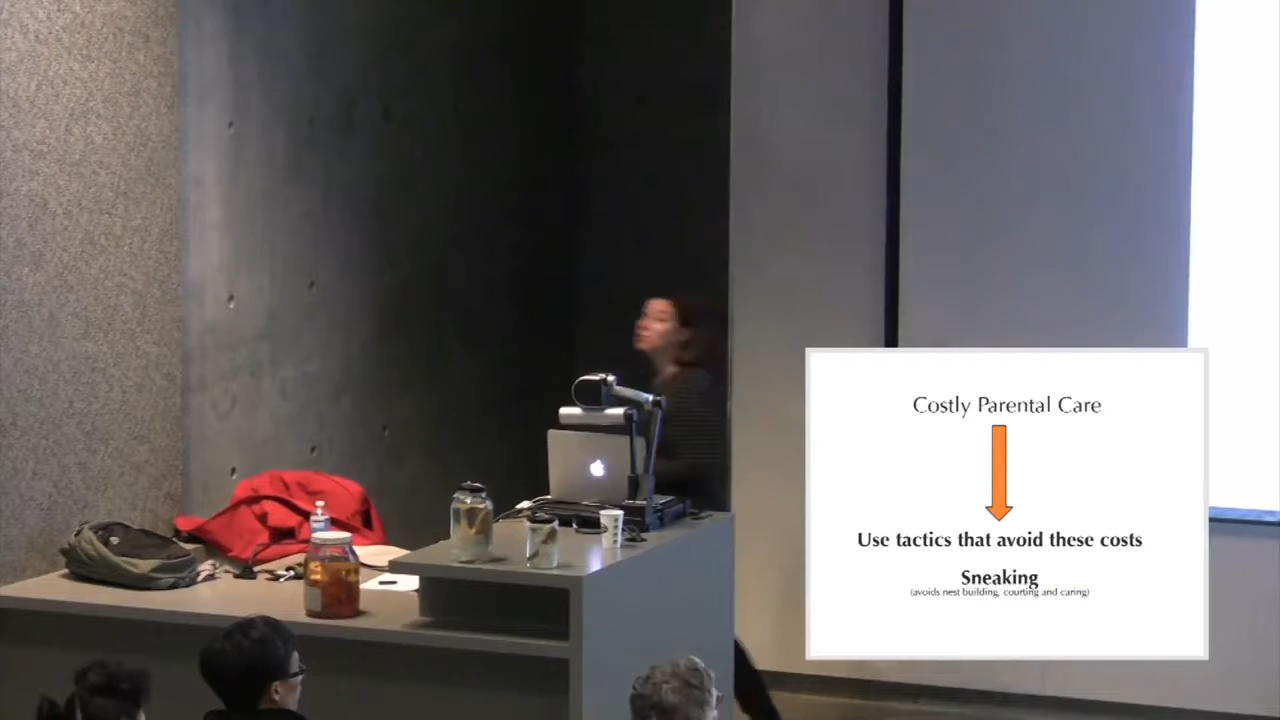 Costly Parental Care
Use tactics that avoid these costs
Sneaking
(avoids nest building, courting and caring)